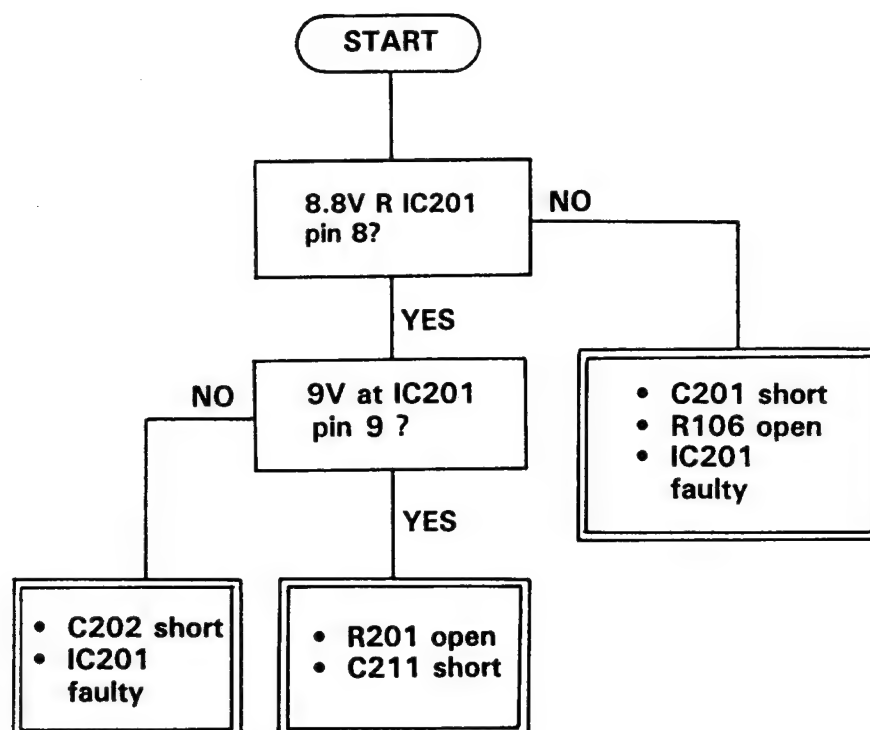 START
8.8V R IC201
pin 8?
NO
YES
9V at IC201
pin 9 ?
NO
YES
• C201 short
• R106 open
• IC201
faulty
• C202 short
• IC201
faulty
• R201 open
• C211 short